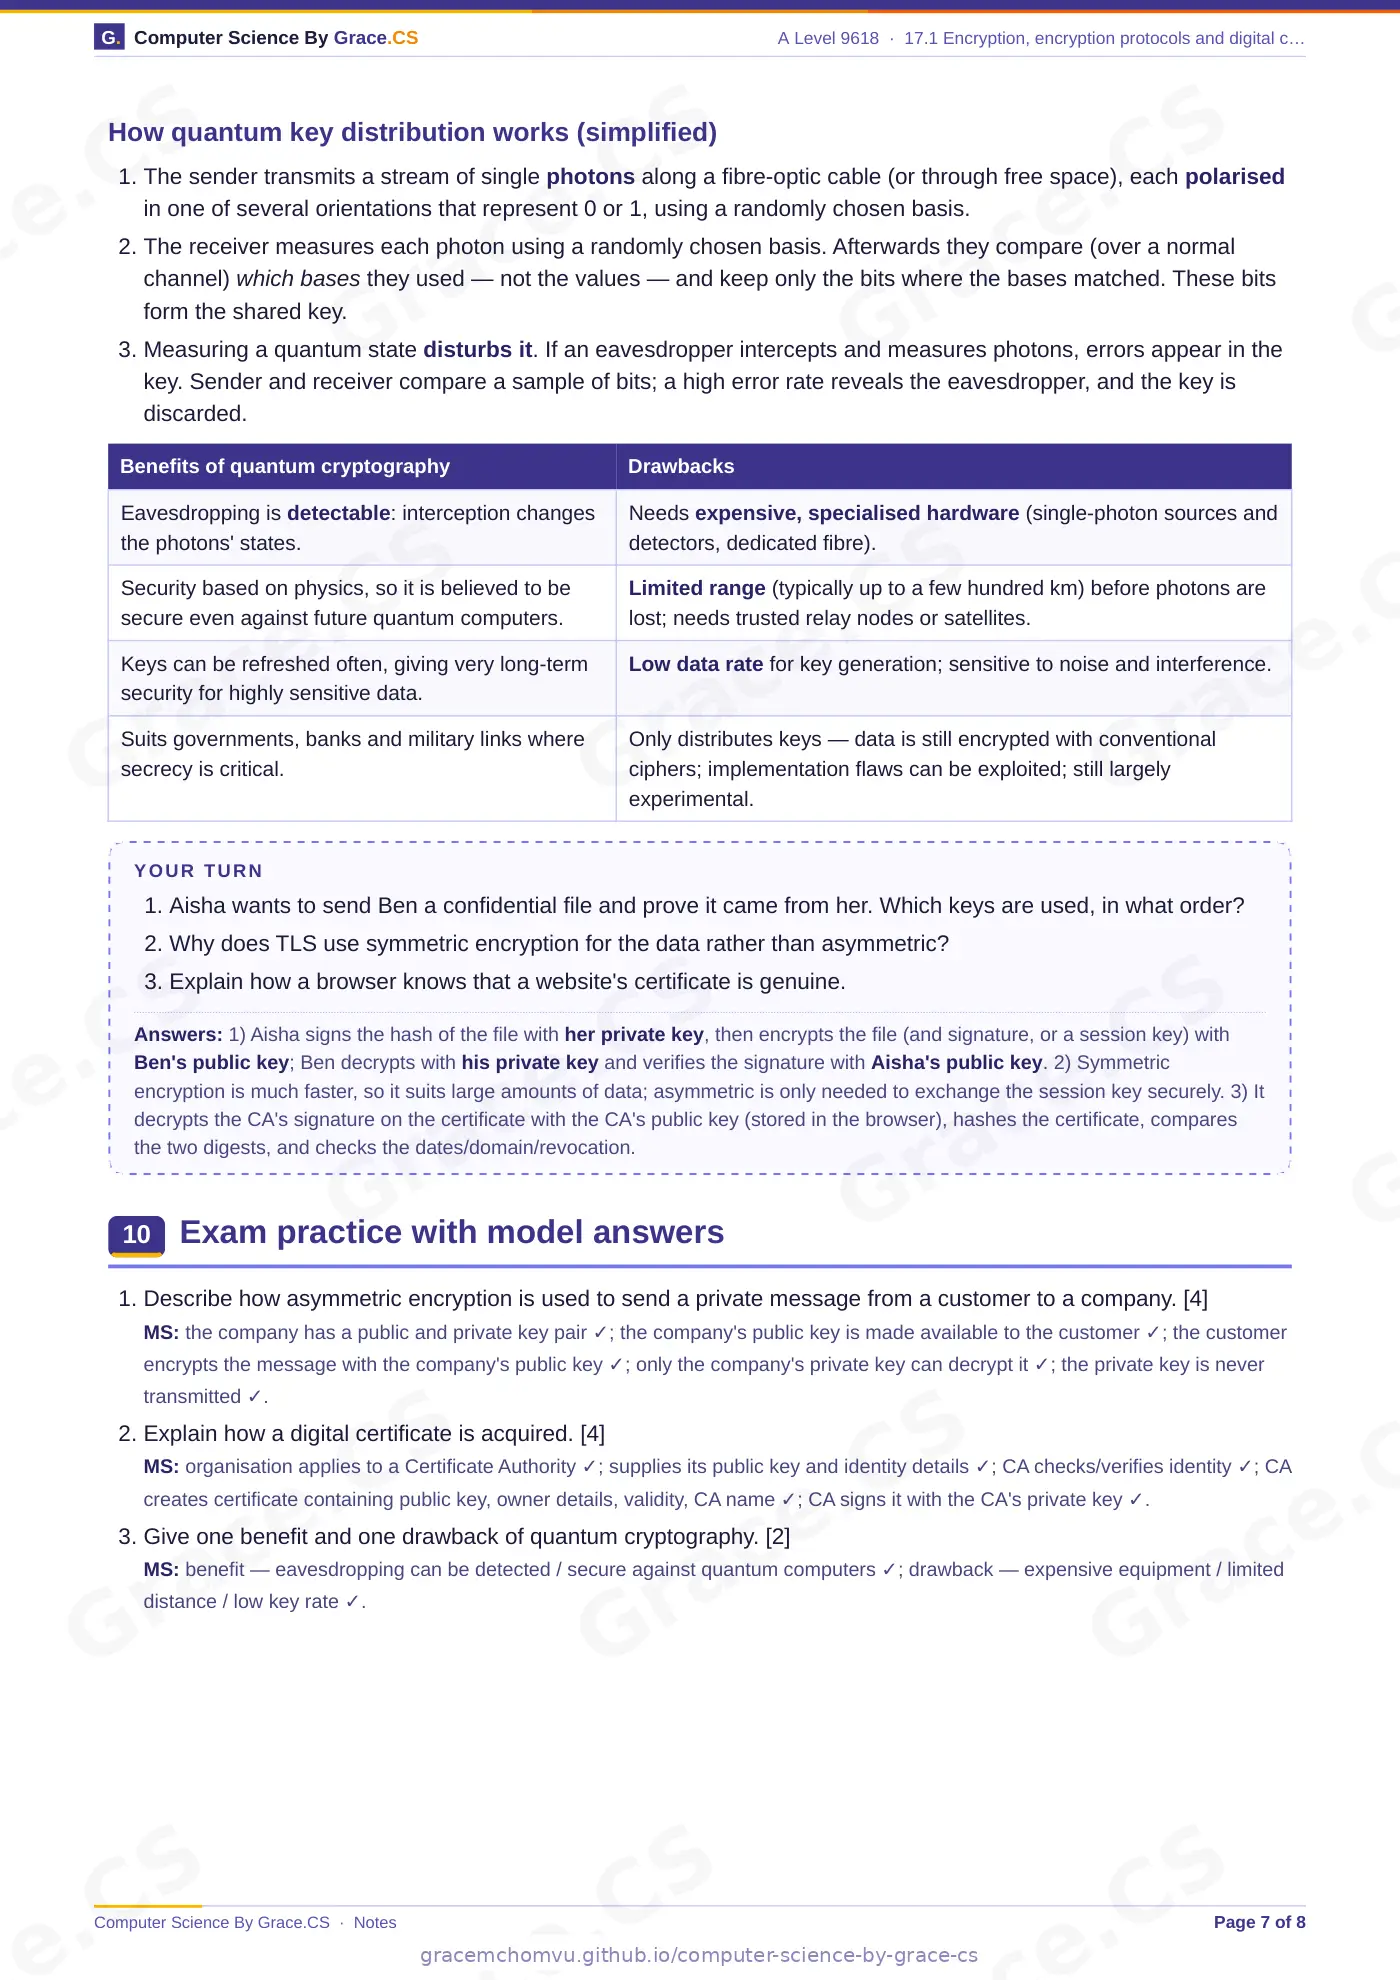 G. Computer Science By Grace.CS
A Level 9618 · 17.1 Encryption, encryption protocols and digital c…
How quantum key distribution works (simplified)
1. The sender transmits a stream of single photons along a fibre-optic cable (or through free space), each polarised
in one of several orientations that represent 0 or 1, using a randomly chosen basis.
2. The receiver measures each photon using a randomly chosen basis. Afterwards they compare (over a normal
channel) which bases they used — not the values — and keep only the bits where the bases matched. These bits
form the shared key.
3. Measuring a quantum state disturbs it. If an eavesdropper intercepts and measures photons, errors appear in the
key. Sender and receiver compare a sample of bits; a high error rate reveals the eavesdropper, and the key is
discarded.
Benefits of quantum cryptography
Drawbacks
Eavesdropping is detectable: interception changes
the photons' states.
Needs expensive, specialised hardware (single-photon sources and
detectors, dedicated fibre).
Security based on physics, so it is believed to be
secure even against future quantum computers.
Limited range (typically up to a few hundred km) before photons are
lost; needs trusted relay nodes or satellites.
Keys can be refreshed often, giving very long-term
security for highly sensitive data.
Low data rate for key generation; sensitive to noise and interference.
Suits governments, banks and military links where
secrecy is critical.
Only distributes keys — data is still encrypted with conventional
ciphers; implementation flaws can be exploited; still largely
experimental.
YOUR TURN
1. Aisha wants to send Ben a confidential file and prove it came from her. Which keys are used, in what order?
2. Why does TLS use symmetric encryption for the data rather than asymmetric?
3. Explain how a browser knows that a website's certificate is genuine.
Answers: 1) Aisha signs the hash of the file with her private key, then encrypts the file (and signature, or a session key) with
Ben's public key; Ben decrypts with his private key and verifies the signature with Aisha's public key. 2) Symmetric
encryption is much faster, so it suits large amounts of data; asymmetric is only needed to exchange the session key securely. 3) It
decrypts the CA's signature on the certificate with the CA's public key (stored in the browser), hashes the certificate, compares
the two digests, and checks the dates/domain/revocation.
10 Exam practice with model answers
1. Describe how asymmetric encryption is used to send a private message from a customer to a company. [4]
MS: the company has a public and private key pair ✓; the company's public key is made available to the customer ✓; the customer
encrypts the message with the company's public key ✓; only the company's private key can decrypt it ✓; the private key is never
transmitted ✓.
2. Explain how a digital certificate is acquired. [4]
MS: organisation applies to a Certificate Authority ✓; supplies its public key and identity details ✓; CA checks/verifies identity ✓; CA
creates certificate containing public key, owner details, validity, CA name ✓; CA signs it with the CA's private key ✓.
3. Give one benefit and one drawback of quantum cryptography. [2]
MS: benefit — eavesdropping can be detected / secure against quantum computers ✓; drawback — expensive equipment / limited
distance / low key rate ✓.
Computer Science By Grace.CS · Notes
Page 7 of 8
gracemchomvu.github.io/computer-science-by-grace-cs